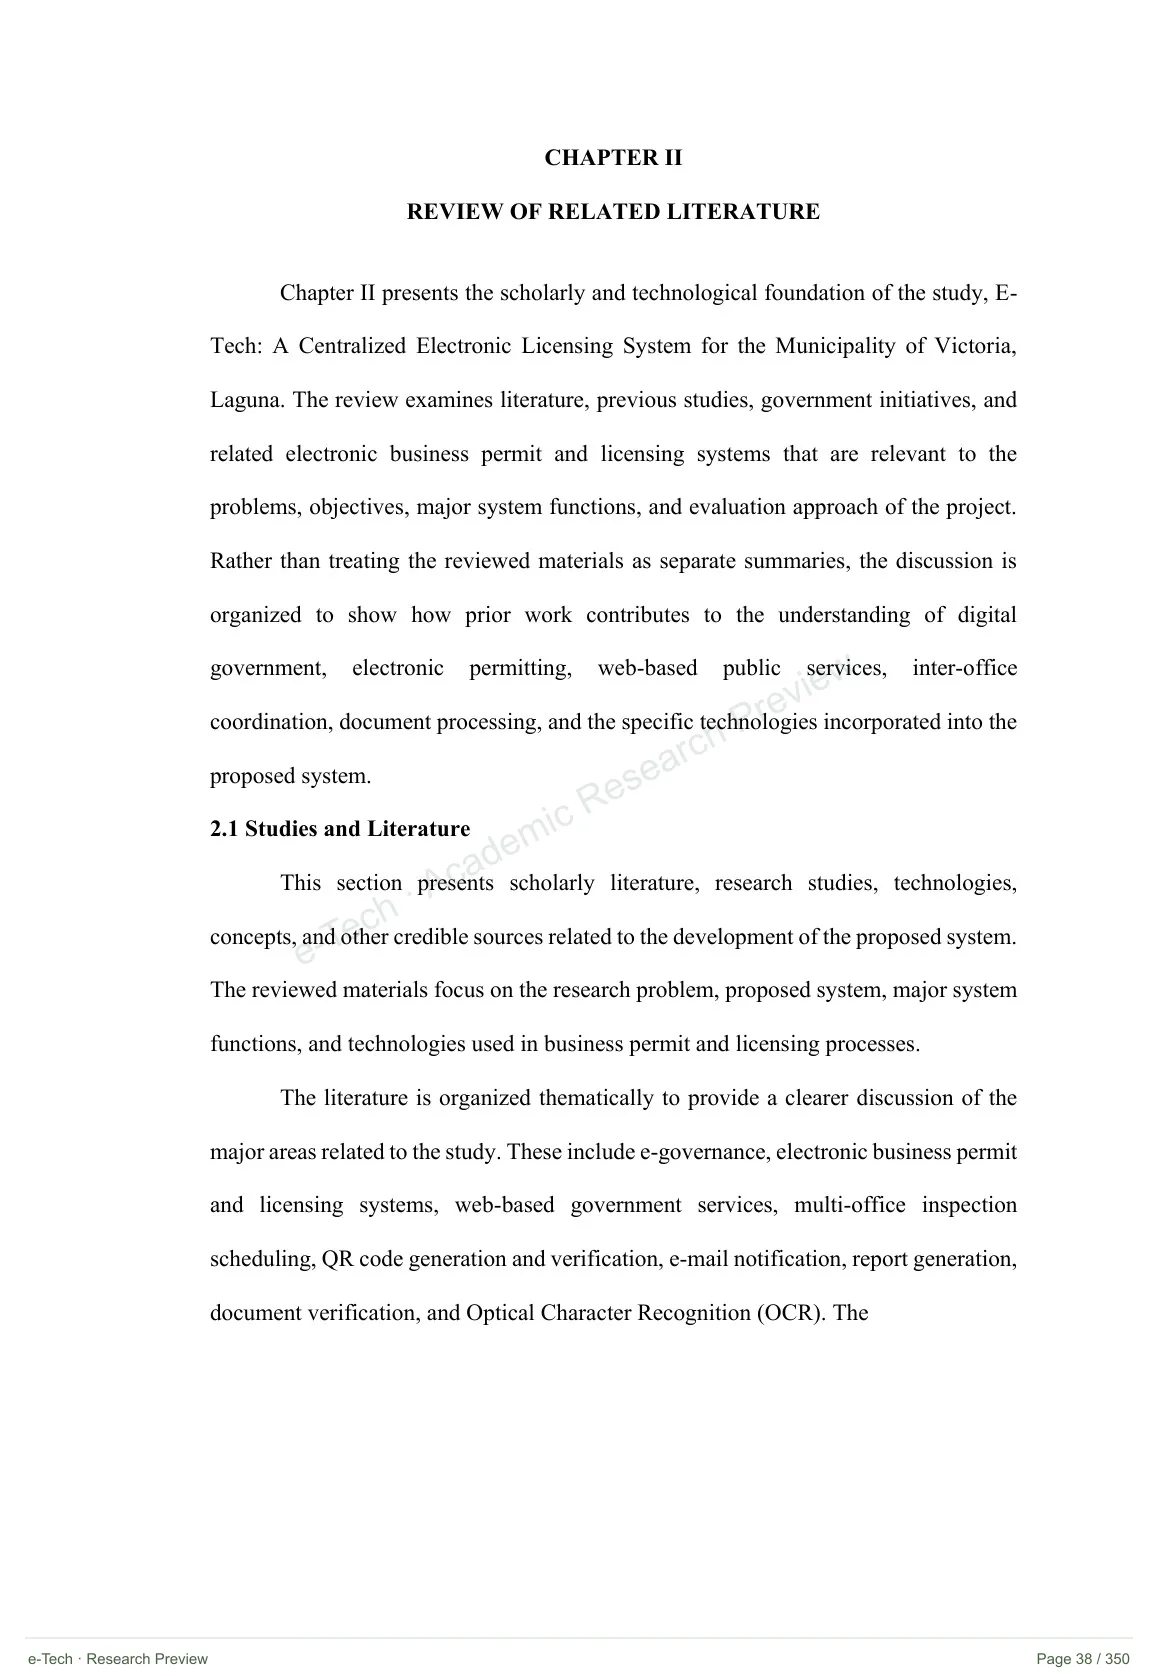 CHAPTER II
REVIEW OF RELATED LITERATURE
Chapter II presents the scholarly and technological foundation of the study, E-
Tech: A Centralized Electronic Licensing System for the Municipality of Victoria,
Laguna. The review examines literature, previous studies, government initiatives, and
related electronic business permit and licensing systems that are relevant to the
problems, objectives, major system functions, and evaluation approach of the project.
Rather than treating the reviewed materials as separate summaries, the discussion is
organized to show how prior work contributes to the understanding of digital
government, electronic permitting, web-based public services, inter-office
coordination, document processing, and the specific technologies incorporated into the
proposed system.
2.1 Studies and Literature
This section presents scholarly literature, research studies, technologies,
concepts, and other credible sources related to the development of the proposed system.
The reviewed materials focus on the research problem, proposed system, major system
functions, and technologies used in business permit and licensing processes.
The literature is organized thematically to provide a clearer discussion of the
major areas related to the study. These include e-governance, electronic business permit
and licensing systems, web-based government services, multi-office inspection
scheduling, QR code generation and verification, e-mail notification, report generation,
document verification, and Optical Character Recognition (OCR). The
e-Tech · Academic Research Preview
e-Tech · Research Preview
Page 38 / 350